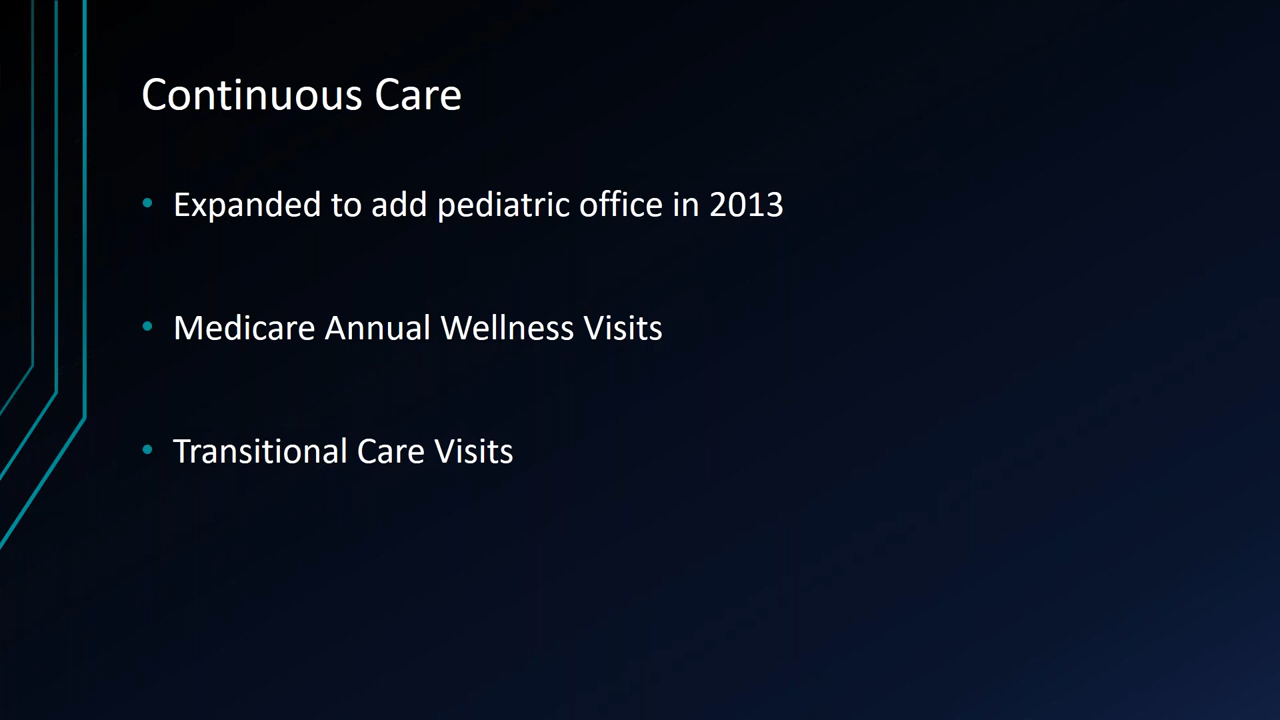 Continuous Care
• Expanded to add pediatric office in 2013
• Medicare Annual Wellness Visits
• Transitional Care Visits